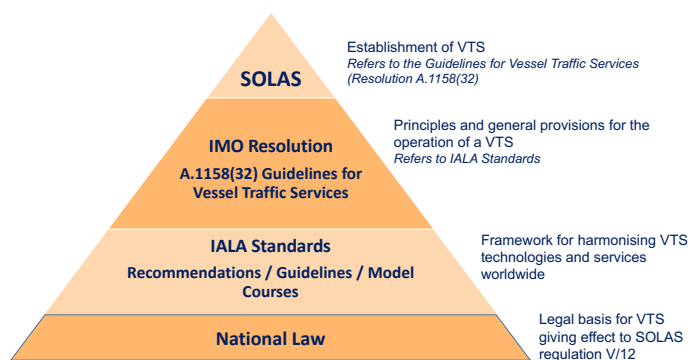 SOLAS
Establishment of VTS
Refers to the Guidelines for Vessel Traffic Services
(Resolution A.1158(32)
IMO Resolution
A.1158(32) Guidelines for
Vessel Traffic Services
Principles and general provisions for the
operation of a VTS
Refers to IALA Standards
IALA Standards
Recommendations / Guidelines / Model
Courses
Framework for harmonising VTS
technologies and services
worldwide
National Law
Legal basis for VTS
giving effect to SOLAS
regulation V/12